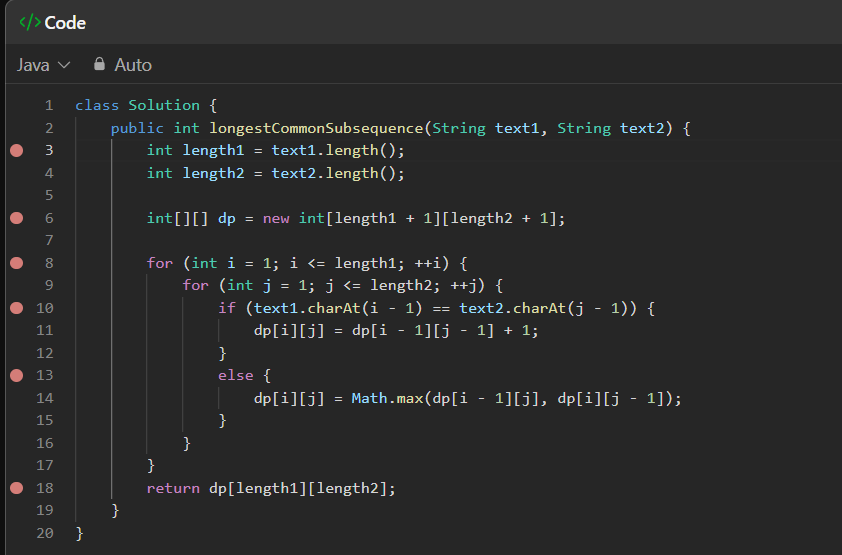 </> Code
Java Auto
1 class Solution {
2     public int longestCommonSubsequence(String text1, String text2) {
3         int length1 = text1.length();
4         int length2 = text2.length();
5
6         int[][] dp = new int[length1 + 1][length2 + 1];
7
8         for (int i = 1; i <= length1; ++i) {
9             for (int j = 1; j <= length2; ++j) {
10                 if (text1.charAt(i - 1) == text2.charAt(j - 1)) {
11                     dp[i][j] = dp[i - 1][j - 1] + 1;
12                 }
13                 else {
14                     dp[i][j] = Math.max(dp[i - 1][j], dp[i][j - 1]);
15                 }
16             }
17         }
18         return dp[length1][length2];
19     }
20 }